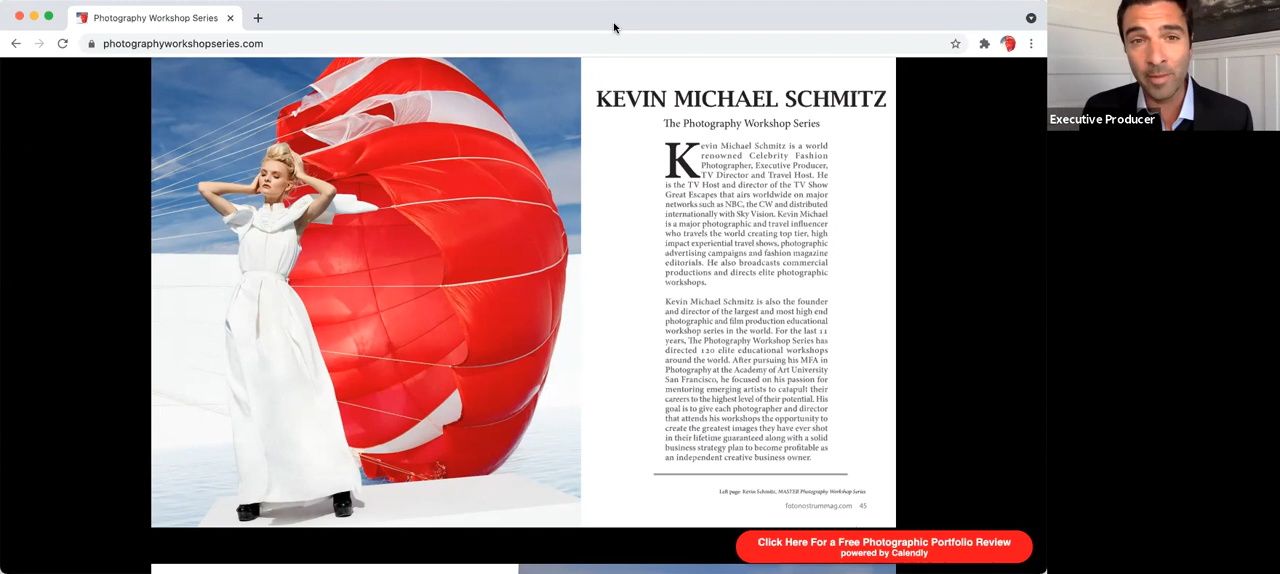 Photography Workshop Series
photographyworkshopseries.com
Executive Producer
KEVIN MICHAEL SCHMITZ
The Photography Workshop Series
Kevin Michael Schmitz is a world
renowned Celebrity Fashion
Photographer, Executive Producer,
TV Director and Travel Host. He
is the TV Host and director of the TV Show
Great Escapes that airs worldwide on major
networks such as NBC, the CW and distributed
internationally with Sky Vision. Kevin Michael
is a major photographic and travel influencer
who travels the world creating top tier, high
impact experiential travel shows, photographic
advertising campaigns and fashion magazine
editorials. He also broadcasts commercial
productions and directs elite photographic
workshops.
Kevin Michael Schmitz is also the founder
and director of the largest and most high end
photographic and film production educational
workshop series in the world. For the last 11
years, The Photography Workshop Series has
directed 120 elite educational workshops
around the world. After pursuing his MFA in
Photography at the Academy of Art University
San Francisco, he focused on his passion for
mentoring emerging artists to catapult their
careers to the highest level of their potential. His
goal is to give each photographer and director
that attends his workshops the opportunity to
create the greatest images they have ever shot
in their lifetime guaranteed along with a solid
business strategy plan to become profitable as
an independent creative business owner.
Left page: Kevin Schmitz, MASTER Photography Workshop Series
fotonostrummag.com 45
Click Here For a Free Photographic Portfolio Review
powered by Calendly